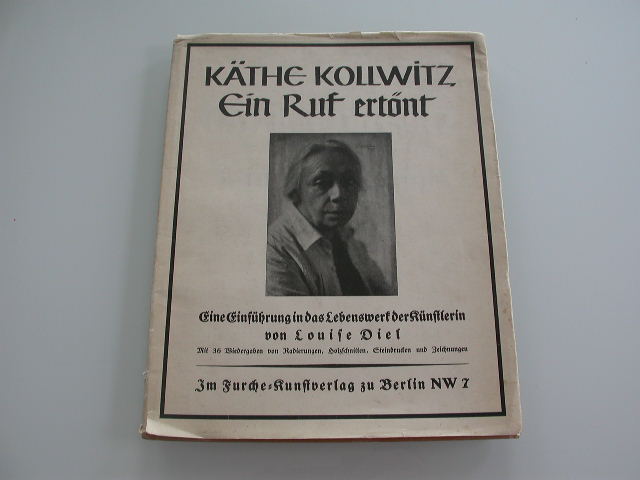 KÄTHE KOLLWITZ
Ein Ruf ertönt
Eine Einführung in das Lebenswerk der Künstlerin
von Louise Diel
Mit 36 Wiedergaben von Radierungen, Holzschnitten, Steindrucken und Zeichnungen
Im Furche-Kunstverlag zu Berlin NW 7